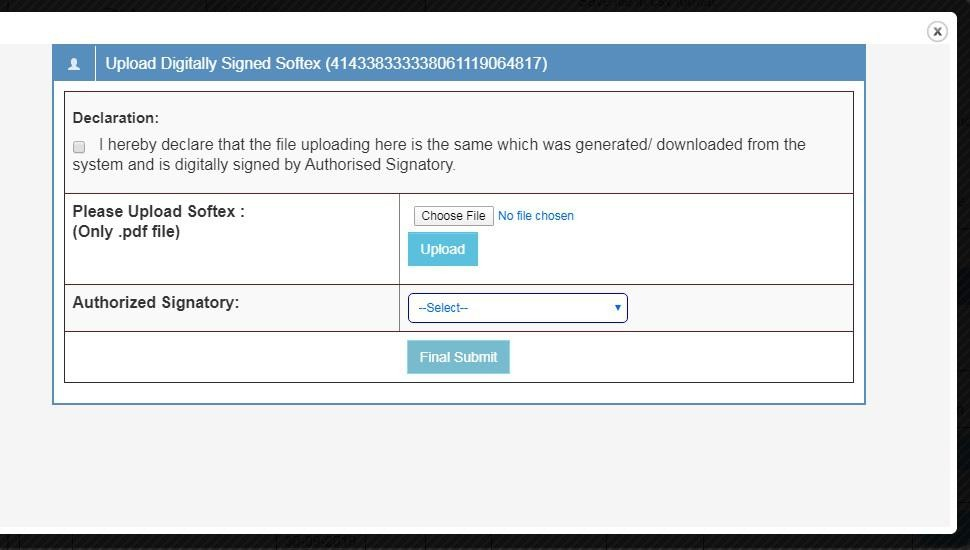 x
Upload Digitally Signed Softex (414338333338061119064817)
Declaration:
I hereby declare that the file uploading here is the same which was generated/ downloaded from the
system and is digitally signed by Authorised Signatory.
Please Upload Softex :
(Only .pdf file)
Choose File No file chosen
Upload
Authorized Signatory:
--Select--
Final Submit